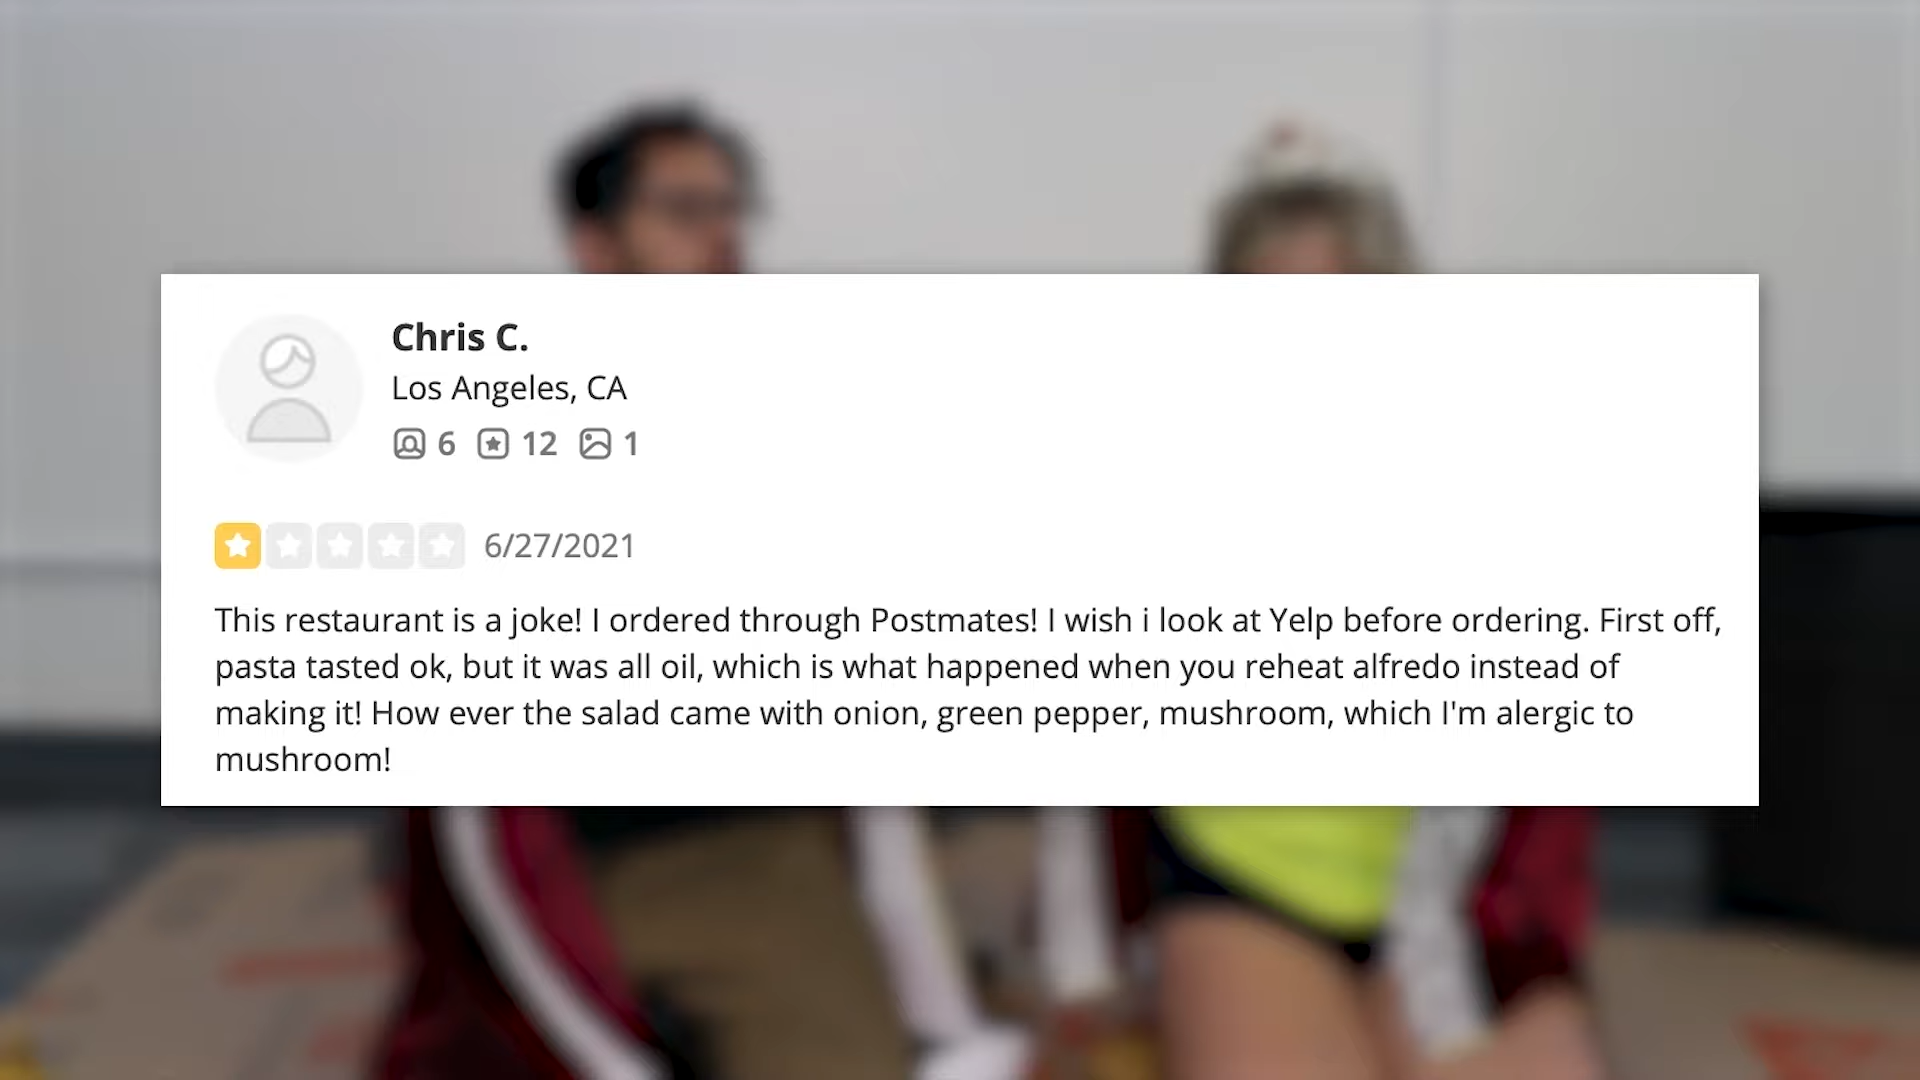 Chris C.
Los Angeles, CA
6 12 1
6/27/2021
This restaurant is a joke! I ordered through Postmates! I wish i look at Yelp before ordering. First off,
pasta tasted ok, but it was all oil, which is what happened when you reheat alfredo instead of
making it! How ever the salad came with onion, green pepper, mushroom, which I'm alergic to
mushroom!